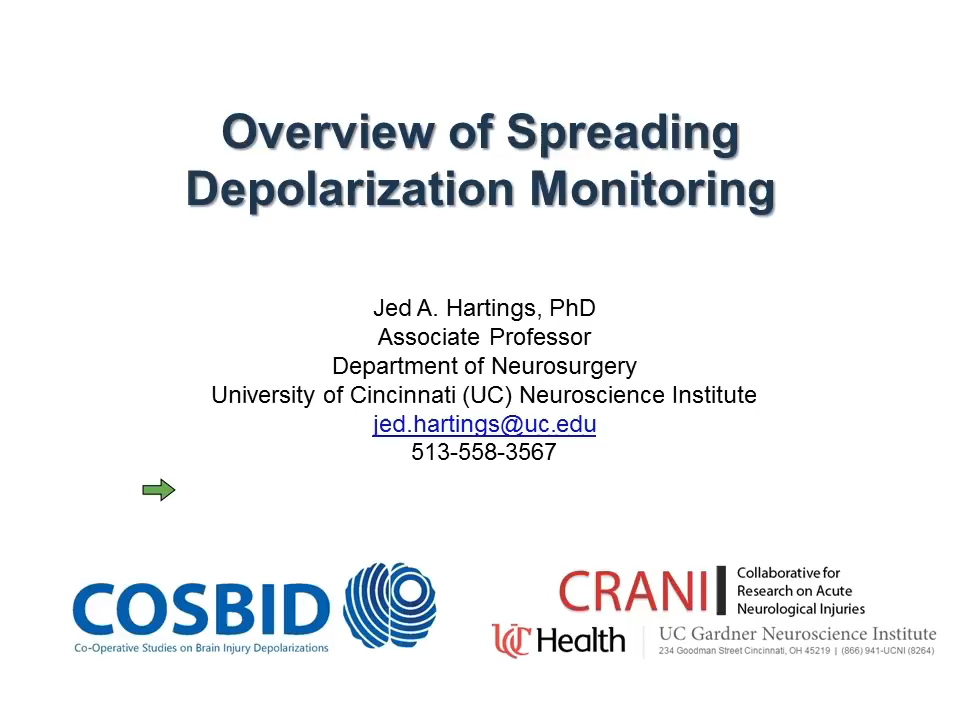 Overview of Spreading
Depolarization Monitoring
Jed A. Hartings, PhD
Associate Professor
Department of Neurosurgery
University of Cincinnati (UC) Neuroscience Institute
jed.hartings@uc.edu
513-558-3567
COSBID
Co-Operative Studies on Brain Injury Depolarizations
CRANI
Collaborative for
Research on Acute
Neurological Injuries
UC Health
UC Gardner Neuroscience Institute
234 Goodman Street Cincinnati, OH 45219 | (866) 941-UCNI (8264)